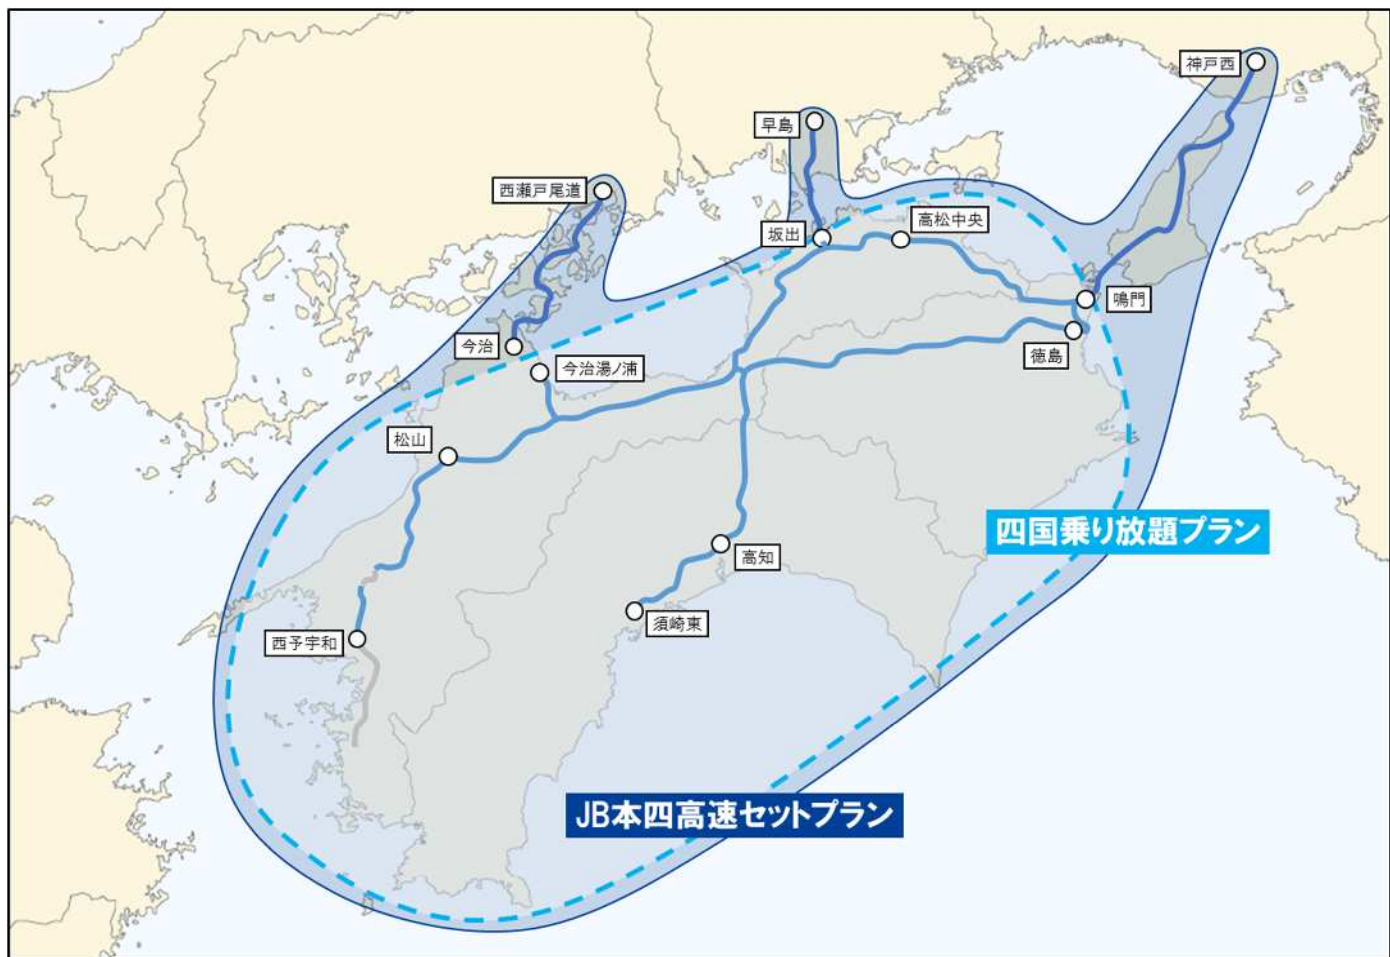 神戸西
早島
西瀬戸尾道
坂出
高松中央
鳴門
徳島
今治
今治湯ノ浦
松山
四国乗り放題プラン
高知
須崎東
西予宇和
JB本四高速セットプラン